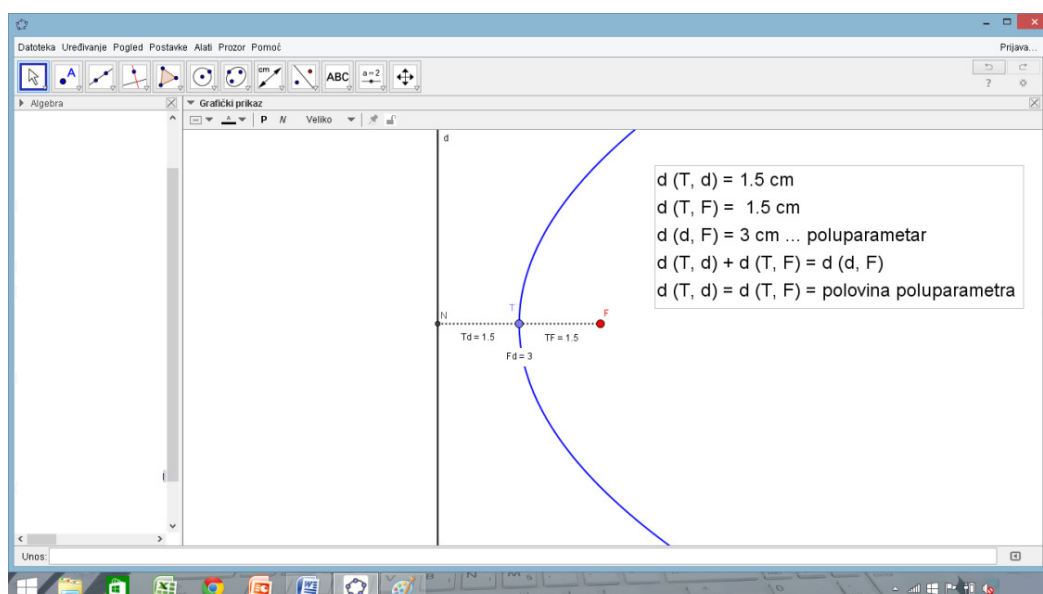 Datoteka Uređivanje Pogled Postavke Alati Prozor Pomoć
Prijava...
A
cm
ABC
a=2
?
Algebra
Grafički prikaz
A P N Veliko
d
d (T, d) = 1.5 cm
d (T, F) = 1.5 cm
d (d, F) = 3 cm ... poluparametar
d (T, d) + d (T, F) = d (d, F)
d (T, d) = d (T, F) = polovina poluparametra
N T F
Td = 1.5 TF = 1.5
Fd = 3
Unos: